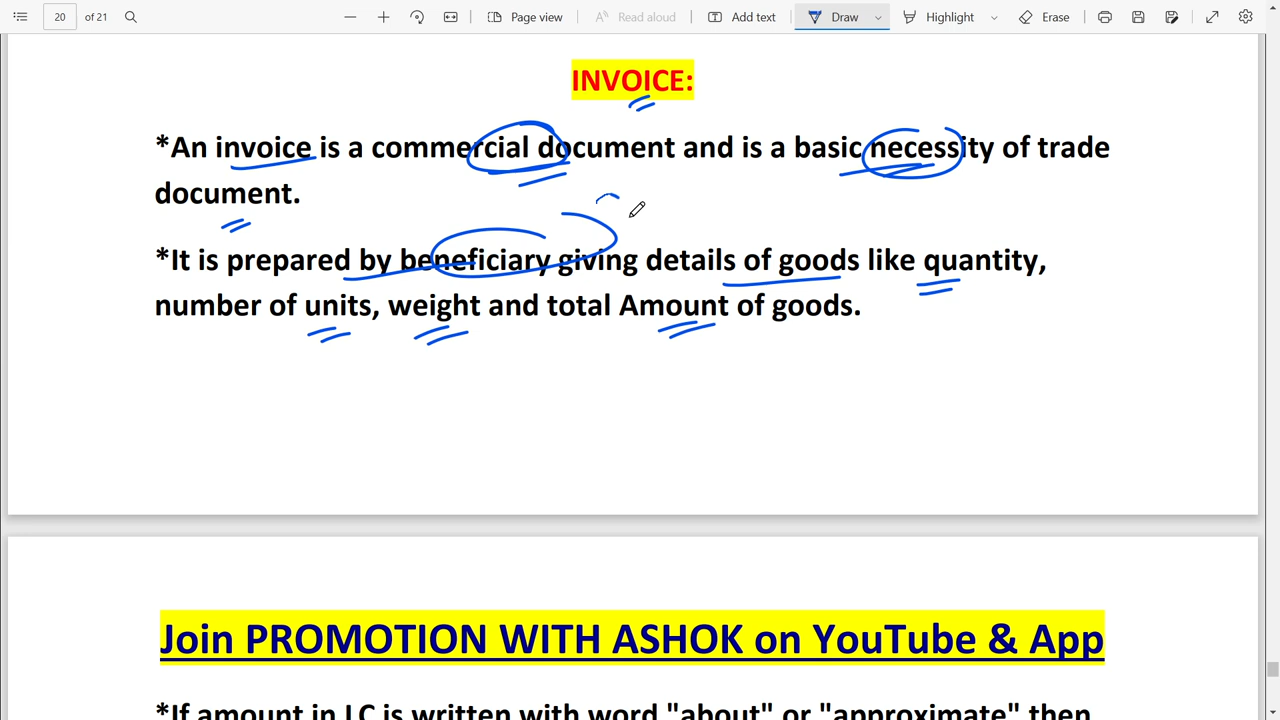 20 of 21
Page view
Read aloud
Add text
Draw
Highlight
Erase
INVOICE:
*An invoice is a commercial document and is a basic necessity of trade
document.
*It is prepared by beneficiary giving details of goods like quantity,
number of units, weight and total Amount of goods.
Join PROMOTION WITH ASHOK on YouTube & App
*If amount in LC is written with word "about" or "approximate" then